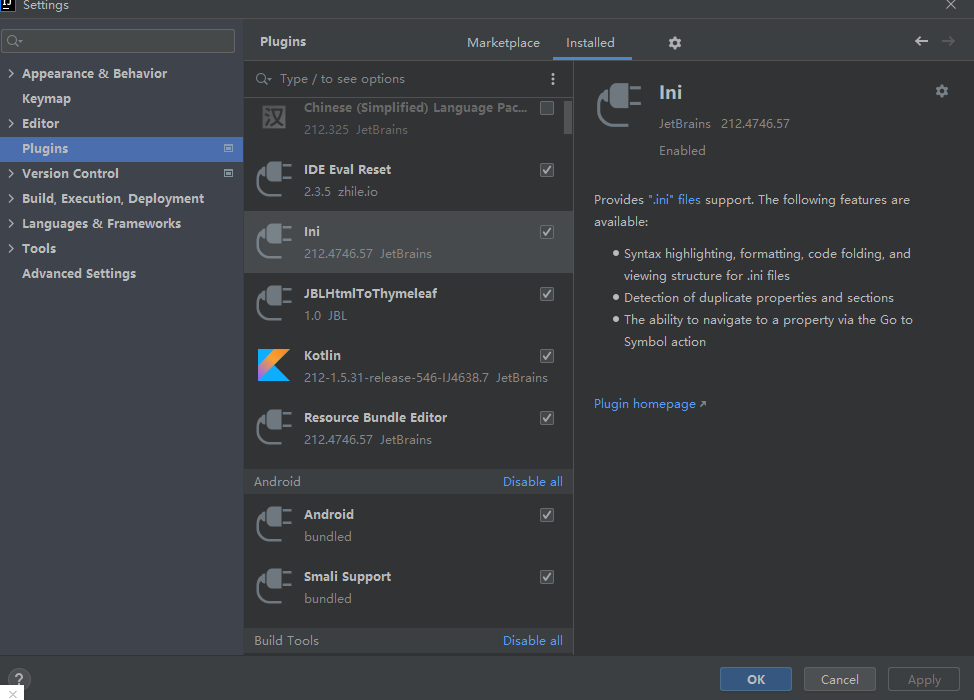 IJ
Settings
Appearance & Behavior
Keymap
Editor
Plugins
Version Control
Build, Execution, Deployment
Languages & Frameworks
Tools
Advanced Settings
Plugins
Marketplace
Installed
Type / to see options
汉
Chinese (Simplified) Language Pac...
212.325 JetBrains
IDE Eval Reset
2.3.5 zhile.io
Ini
212.4746.57 JetBrains
JBLHtmlToThymeleaf
1.0 JBL
Kotlin
212-1.5.31-release-546-IJ4638.7 JetBrains
Resource Bundle Editor
212.4746.57 JetBrains
Android Disable all
Android
bundled
Smali Support
bundled
Build Tools Disable all
Ini
JetBrains 212.4746.57
Enabled
Provides ".ini" files support. The following features are
available:
Syntax highlighting, formatting, code folding, and
viewing structure for .ini files
Detection of duplicate properties and sections
The ability to navigate to a property via the Go to
Symbol action
Plugin homepage
?
OK
Cancel
Apply